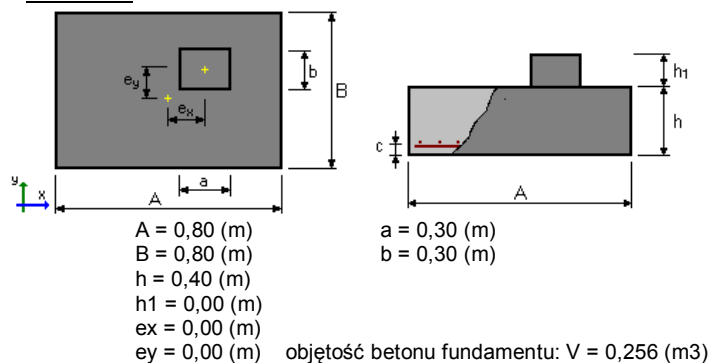 b
B
ey
ex
a
A
y
x
h1
h
c
A
A = 0,80 (m)
a = 0,30 (m)
B = 0,80 (m)
b = 0,30 (m)
h = 0,40 (m)
h1 = 0,00 (m)
ex = 0,00 (m)
ey = 0,00 (m) objętość betonu fundamentu: V = 0,256 (m3)